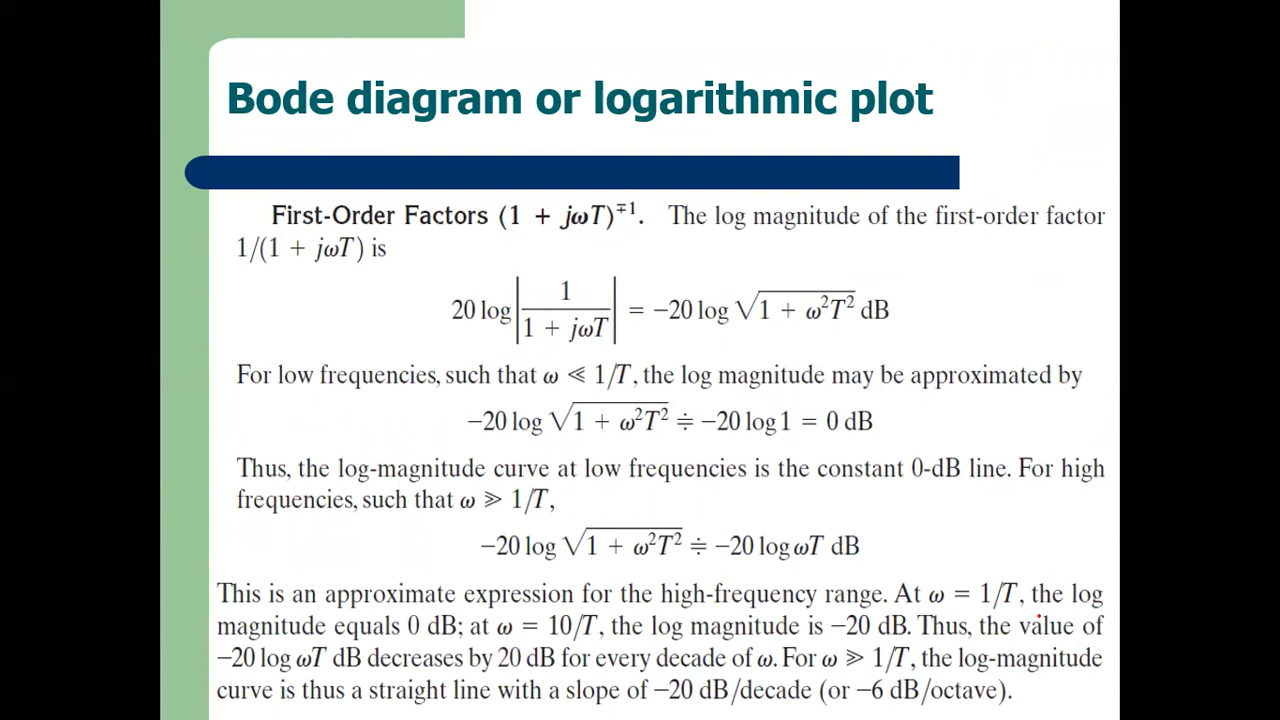 Bode diagram or logarithmic plot
First-Order Factors (1 + jωT)^∓1. The log magnitude of the first-order factor
1/(1 + jωT) is
20 log |1/(1 + jωT)| = −20 log √(1 + ω²T²) dB
For low frequencies, such that ω ≪ 1/T, the log magnitude may be approximated by
−20 log √(1 + ω²T²) ≑ −20 log 1 = 0 dB
Thus, the log-magnitude curve at low frequencies is the constant 0-dB line. For high
frequencies, such that ω ≫ 1/T,
−20 log √(1 + ω²T²) ≑ −20 log ωT dB
This is an approximate expression for the high-frequency range. At ω = 1/T, the log
magnitude equals 0 dB; at ω = 10/T, the log magnitude is −20 dB. Thus, the value of
−20 log ωT dB decreases by 20 dB for every decade of ω. For ω ≫ 1/T, the log-magnitude
curve is thus a straight line with a slope of −20 dB/decade (or −6 dB/octave).